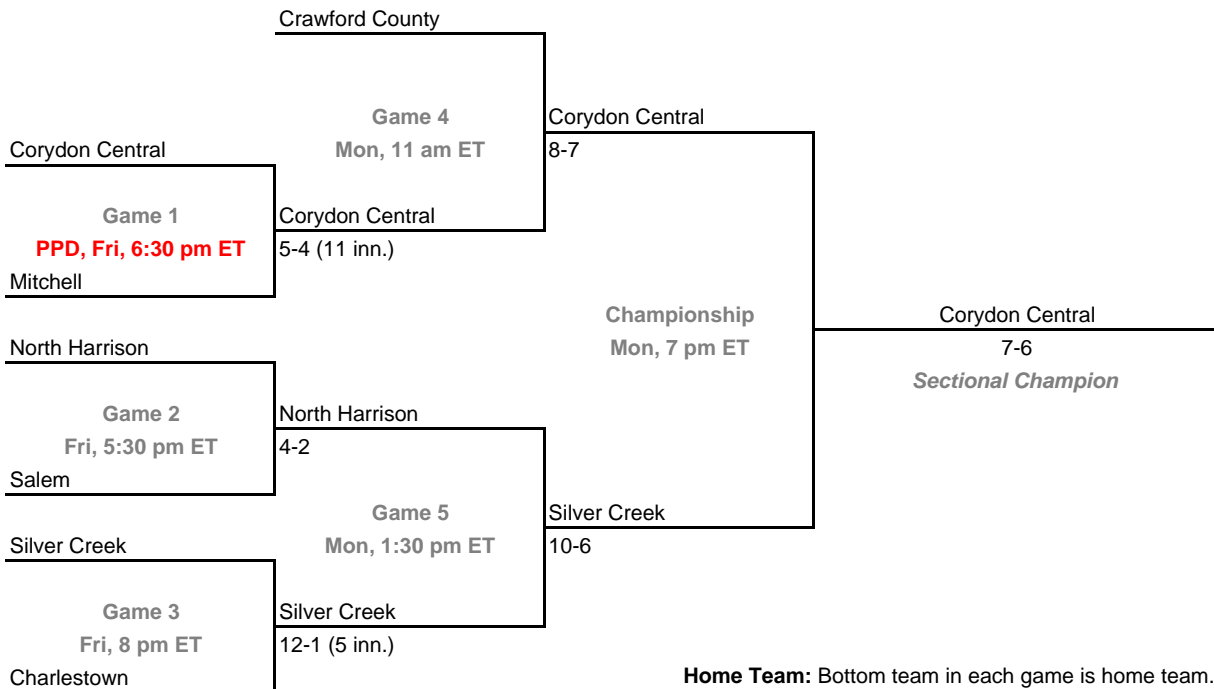 Crawford County
Game 4
Mon, 11 am ET
Corydon Central
8-7
Corydon Central
Game 1
PPD, Fri, 6:30 pm ET
Mitchell
Corydon Central
5-4 (11 inn.)
Championship
Mon, 7 pm ET
Corydon Central
7-6
Sectional Champion
North Harrison
Game 2
Fri, 5:30 pm ET
Salem
North Harrison
4-2
Game 5
Mon, 1:30 pm ET
Silver Creek
10-6
Silver Creek
Game 3
Fri, 8 pm ET
Charlestown
Silver Creek
12-1 (5 inn.)
Home Team: Bottom team in each game is home team.